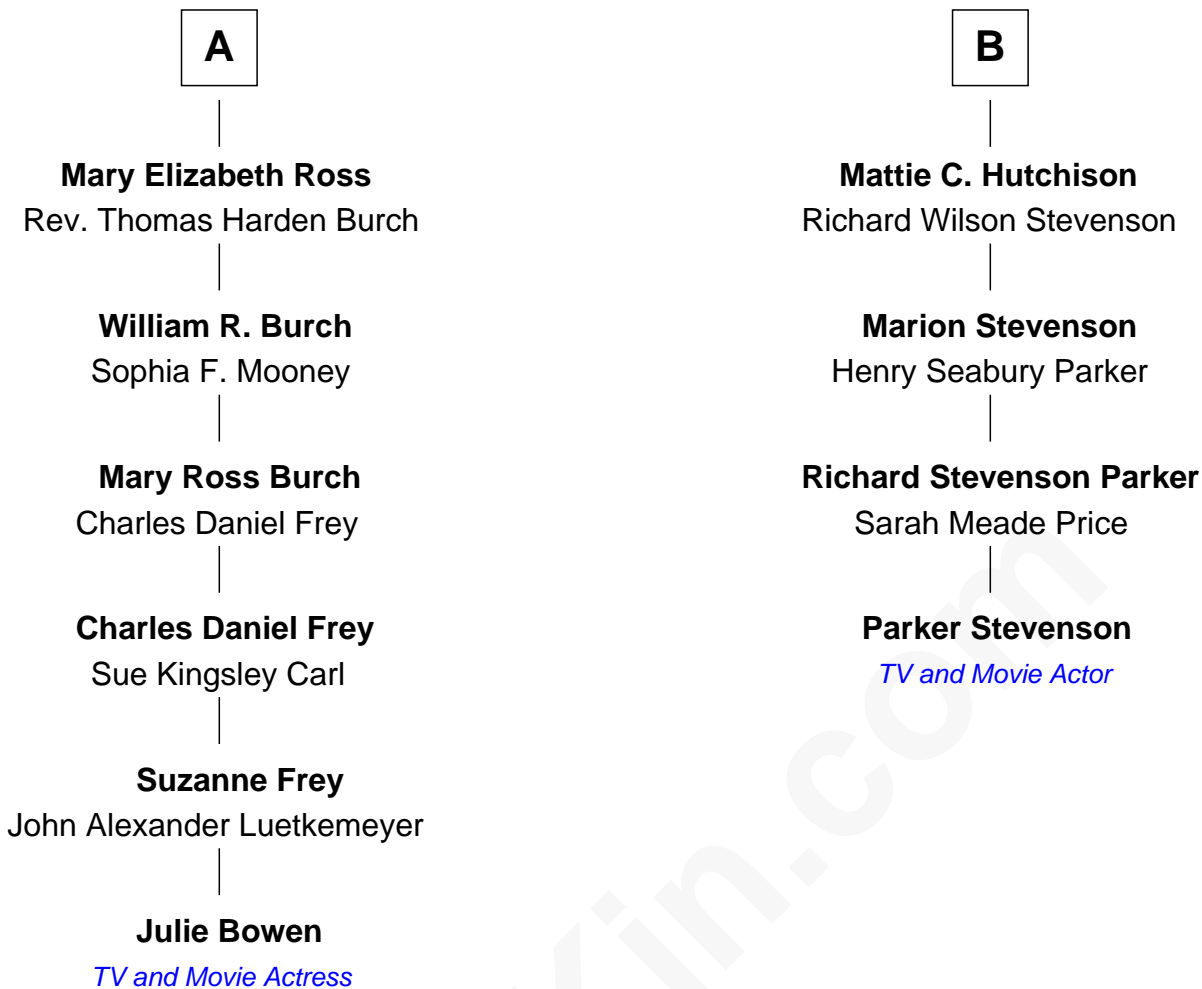 A
Mary Elizabeth Ross
Rev. Thomas Harden Burch
William R. Burch
Sophia F. Mooney
Mary Ross Burch
Charles Daniel Frey
Charles Daniel Frey
Sue Kingsley Carl
Suzanne Frey
John Alexander Luetkemeyer
Julie Bowen
TV and Movie Actress
B
Mattie C. Hutchison
Richard Wilson Stevenson
Marion Stevenson
Henry Seabury Parker
Richard Stevenson Parker
Sarah Meade Price
Parker Stevenson
TV and Movie Actor
Kin.com